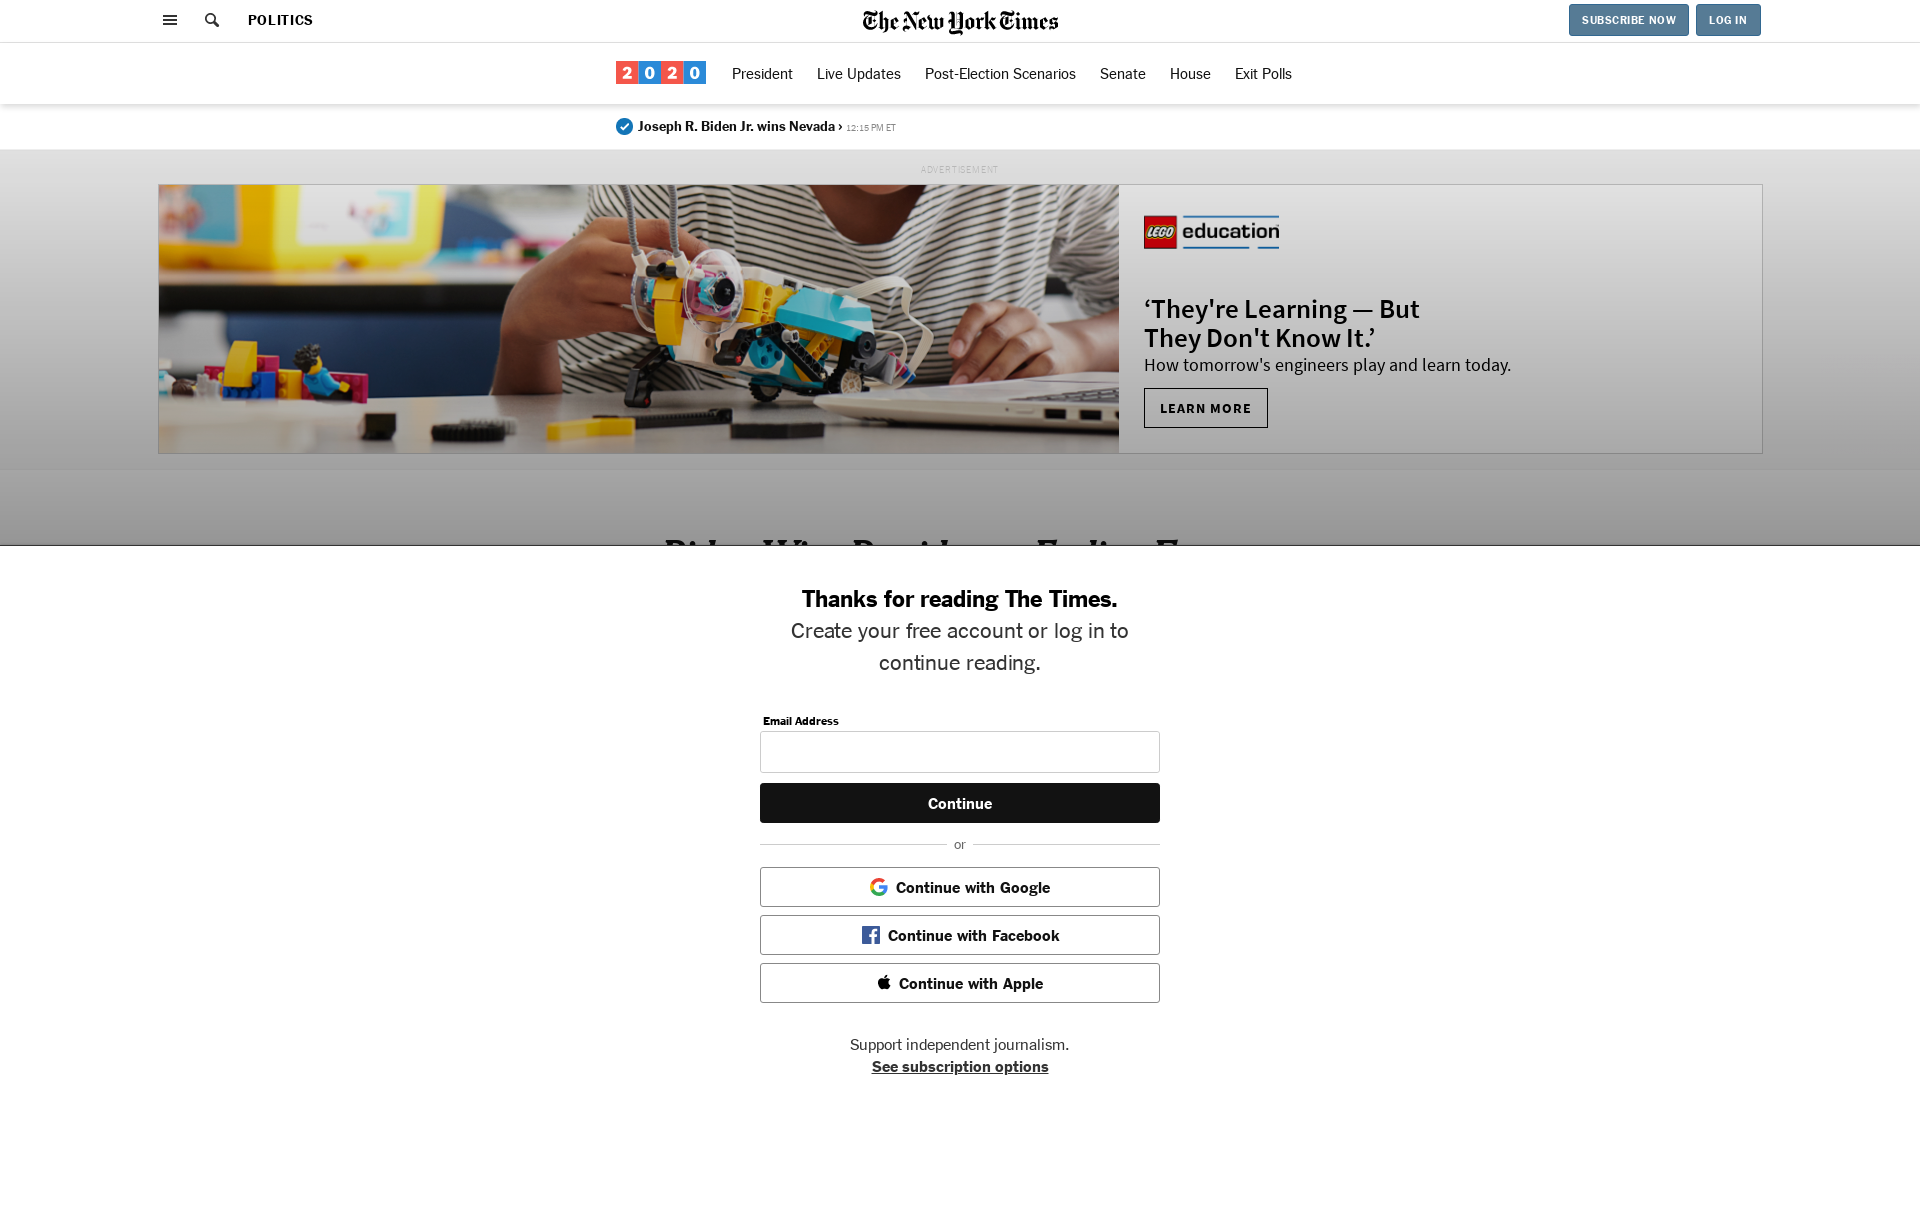 POLITICS
The New York Times
SUBSCRIBE NOW
LOG IN
2020
President
Live Updates
Post-Election Scenarios
Senate
House
Exit Polls
Joseph R. Biden Jr. wins Nevada › 12:15 PM ET
ADVERTISEMENT
LEGO education
‘They're Learning — But
They Don't Know It.’
How tomorrow's engineers play and learn today.
LEARN MORE
Thanks for reading The Times.
Create your free account or log in to
continue reading.
Email Address
Continue
or
Continue with Google
Continue with Facebook
Continue with Apple
Support independent journalism.
See subscription options